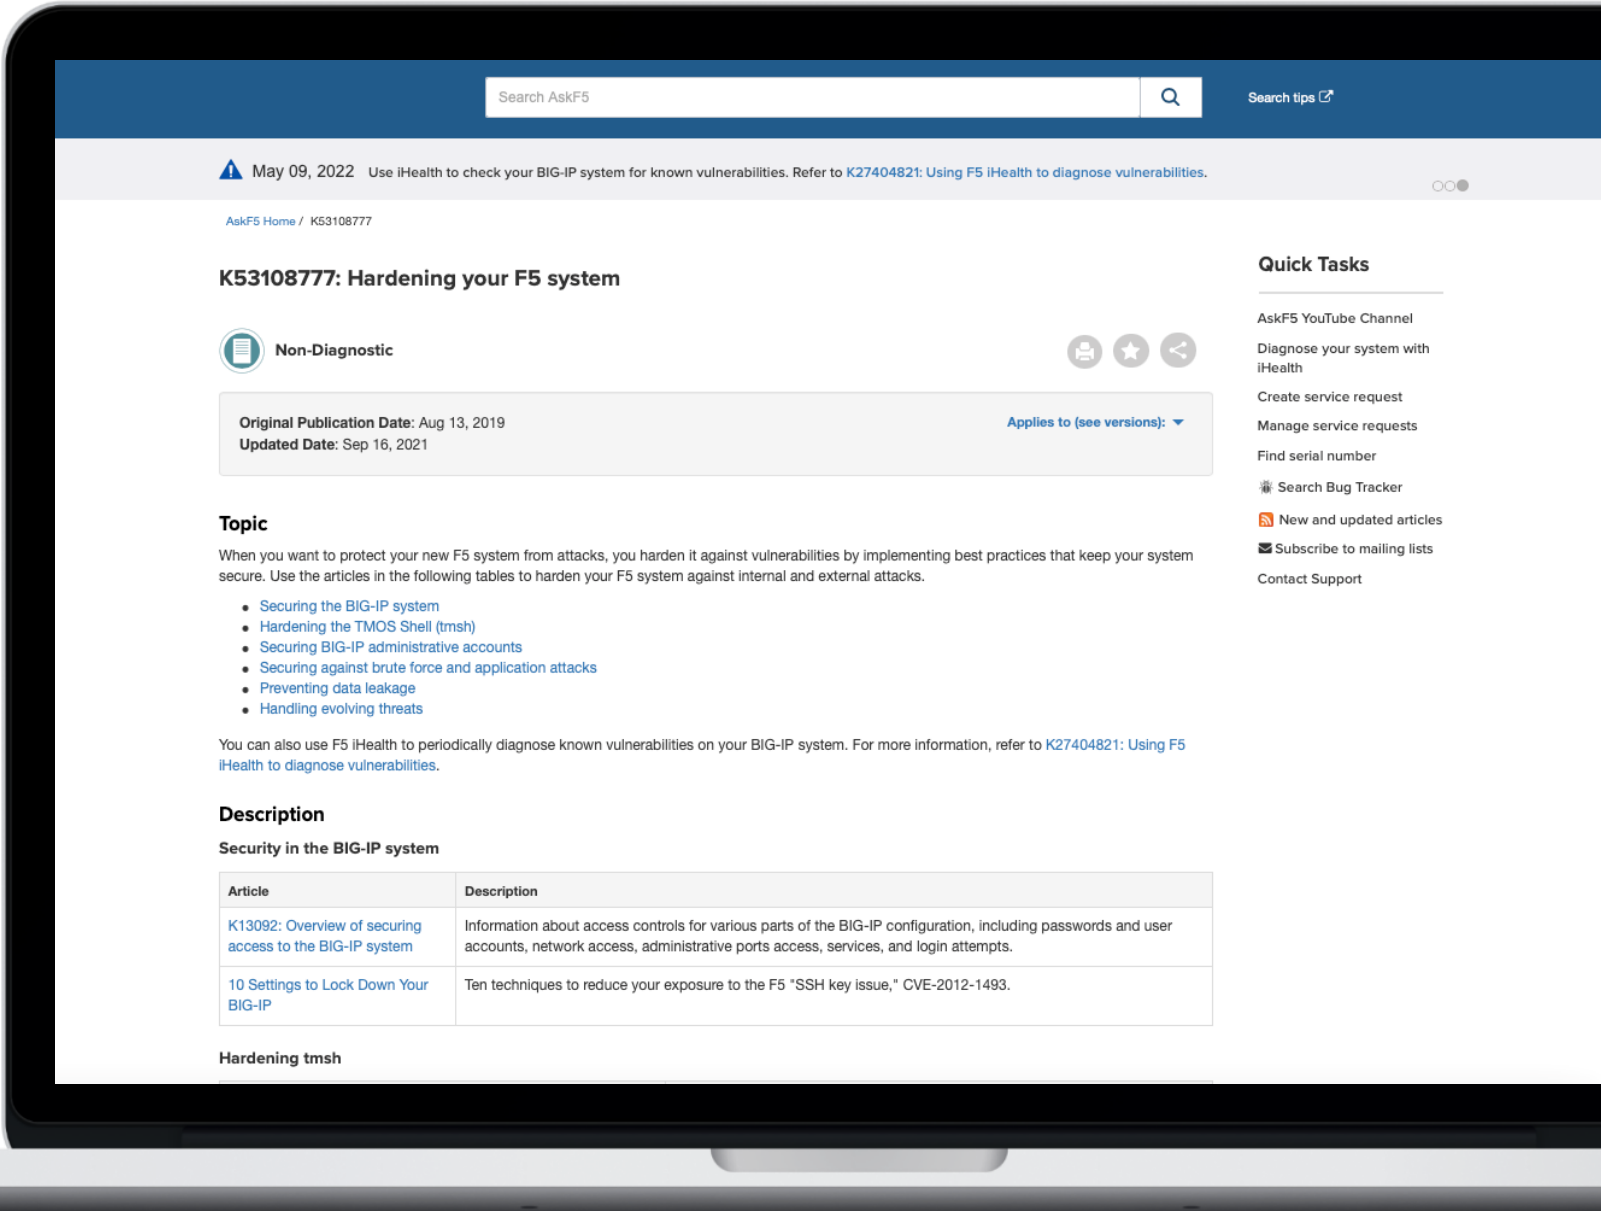 Search AskF5
Search tips
May 09, 2022 Use iHealth to check your BIG-IP system for known vulnerabilities. Refer to K27404821: Using F5 iHealth to diagnose vulnerabilities.
AskF5 Home / K53108777
K53108777: Hardening your F5 system
Non-Diagnostic
Original Publication Date: Aug 13, 2019
Updated Date: Sep 16, 2021
Applies to (see versions):
Topic
When you want to protect your new F5 system from attacks, you harden it against vulnerabilities by implementing best practices that keep your system
secure. Use the articles in the following tables to harden your F5 system against internal and external attacks.
Securing the BIG-IP system
Hardening the TMOS Shell (tmsh)
Securing BIG-IP administrative accounts
Securing against brute force and application attacks
Preventing data leakage
Handling evolving threats
You can also use F5 iHealth to periodically diagnose known vulnerabilities on your BIG-IP system. For more information, refer to K27404821: Using F5
iHealth to diagnose vulnerabilities.
Description
Security in the BIG-IP system
Article
Description
K13092: Overview of securing
access to the BIG-IP system
Information about access controls for various parts of the BIG-IP configuration, including passwords and user
accounts, network access, administrative ports access, services, and login attempts.
10 Settings to Lock Down Your
BIG-IP
Ten techniques to reduce your exposure to the F5 "SSH key issue," CVE-2012-1493.
Hardening tmsh
Quick Tasks
AskF5 YouTube Channel
Diagnose your system with
iHealth
Create service request
Manage service requests
Find serial number
Search Bug Tracker
New and updated articles
Subscribe to mailing lists
Contact Support